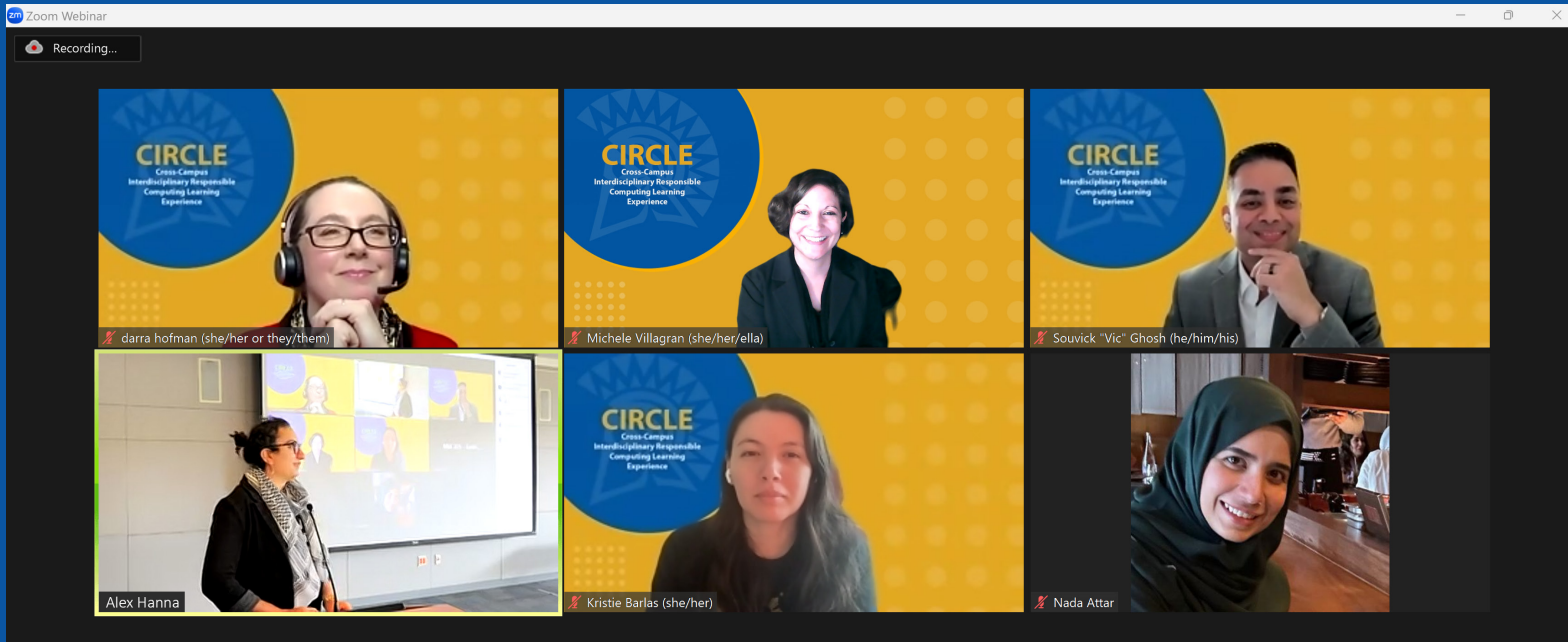 zm Zoom Webinar
Recording...
CIRCLE
Cross-Campus
Interdisciplinary Responsible
Computing Learning
Experience
darra hofman (she/her or they/them)
CIRCLE
Cross-Campus
Interdisciplinary Responsible
Computing Learning
Experience
Michele Villagran (she/her/ella)
CIRCLE
Cross-Campus
Interdisciplinary Responsible
Computing Learning
Experience
Souvick "Vic" Ghosh (he/him/his)
Alex Hanna
CIRCLE
Cross-Campus
Interdisciplinary Responsible
Computing Learning
Experience
Kristie Barlas (she/her)
Nada Attar